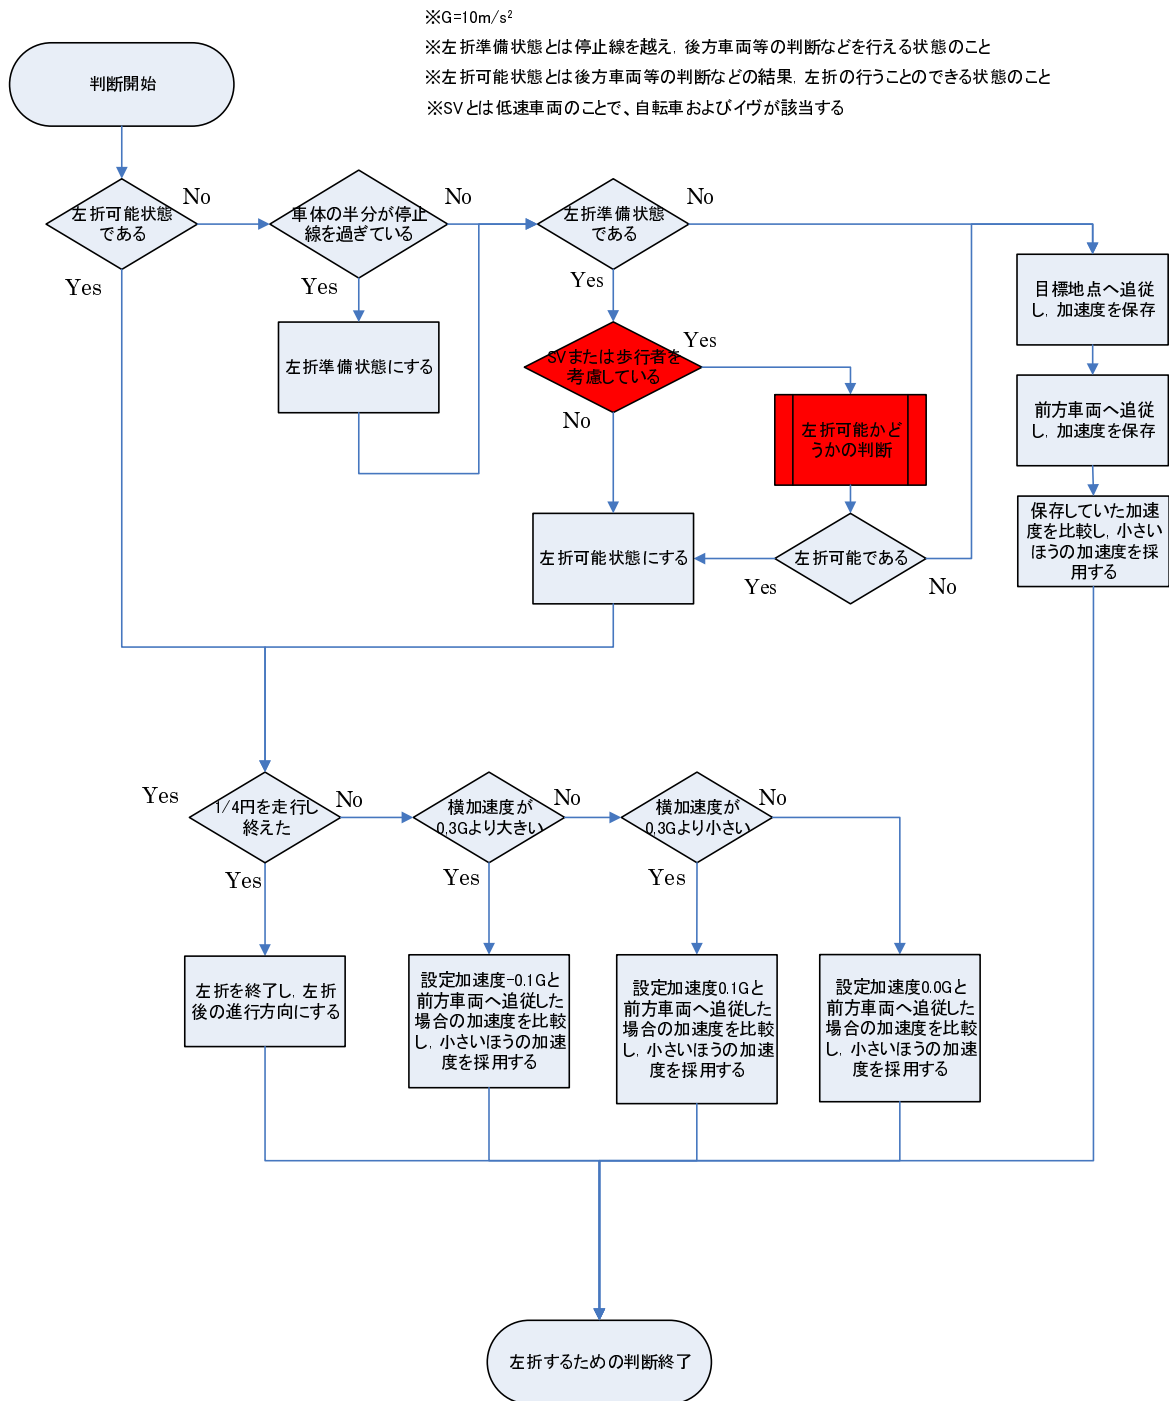 ※G=10m/s²
※左折準備状態とは停止線を越え，後方車両等の判断などを行える状態のこと
※左折可能状態とは後方車両等の判断などの結果，左折の行うことのできる状態のこと
※SVとは低速車両のことで、自転車およびイヴが該当する
判断開始
左折可能状態
である
No
Yes
車体の半分が停止
線を過ぎている
No
Yes
左折準備状態にする
左折準備状態
である
No
Yes
SVまたは歩行者を
考慮している
Yes
No
左折可能かど
うかの判断
左折可能状態にする
左折可能である
Yes
No
目標地点へ追従
し，加速度を保存
前方車両へ追従
し，加速度を保存
保存していた加速
度を比較し，小さい
ほうの加速度を採
用する
Yes
1/4円を走行し
終えた
No
Yes
横加速度が
0.3Gより大きい
No
Yes
横加速度が
0.3Gより小さい
No
Yes
左折を終了し，左折
後の進行方向にする
設定加速度-0.1Gと
前方車両へ追従した
場合の加速度を比較
し，小さいほうの加速
度を採用する
設定加速度0.1Gと
前方車両へ追従した
場合の加速度を比較
し，小さいほうの加速
度を採用する
設定加速度0.0Gと
前方車両へ追従した
場合の加速度を比較
し，小さいほうの加速
度を採用する
左折するための判断終了